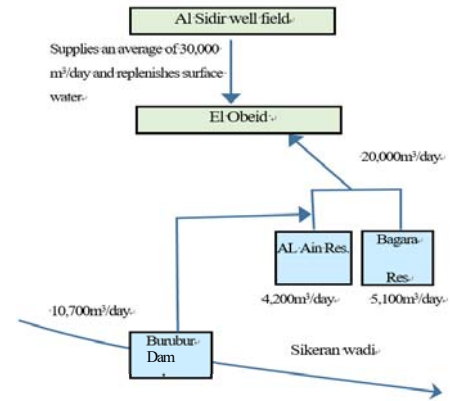 Al Sidir well field
Supplies an average of 30,000
m³/day and replenishes surface
water
El Obeid
20,000m³/day
AL Ain Res.
Bagara
Res
4,200m³/day
5,100m³/day
10,700m³/day
Burubur
Dam
Sikeran wadi